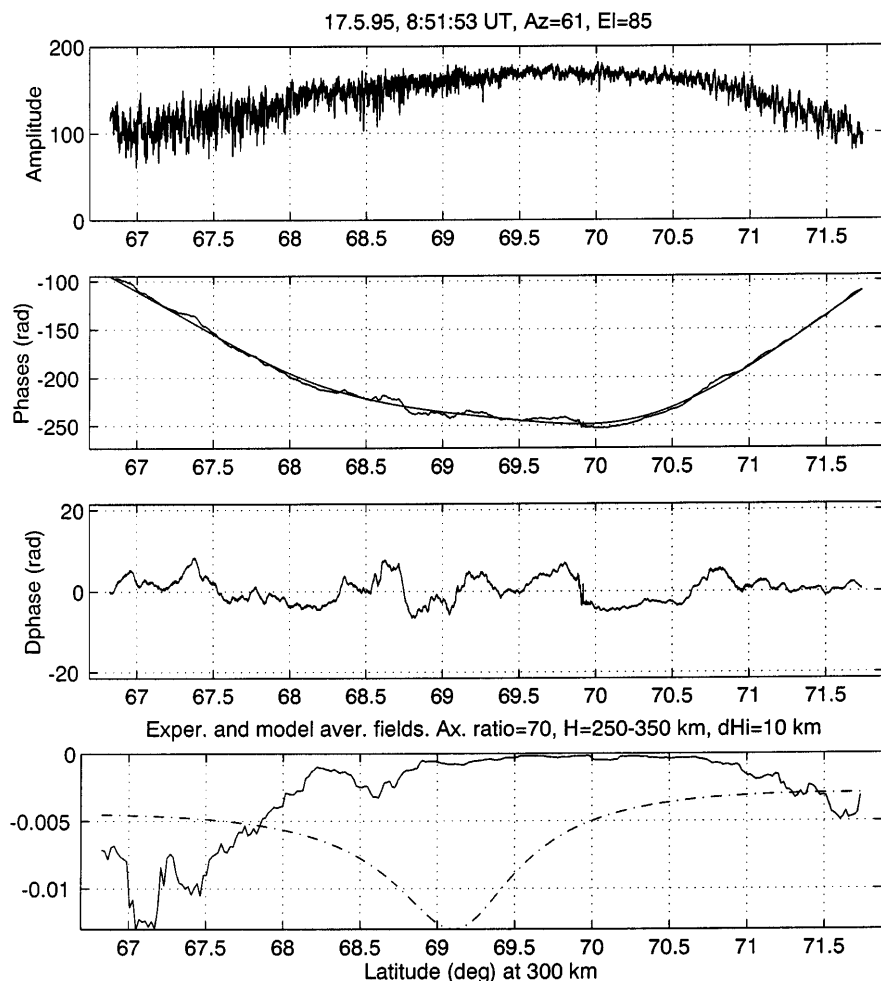 17.5.95, 8:51:53 UT, Az=61, El=85
200
100
0
Amplitude
67 67.5 68 68.5 69 69.5 70 70.5 71 71.5
-100
-150
-200
-250
Phases (rad)
67 67.5 68 68.5 69 69.5 70 70.5 71 71.5
20
0
-20
Dphase (rad)
67 67.5 68 68.5 69 69.5 70 70.5 71 71.5
Exper. and model aver. fields. Ax. ratio=70, H=250-350 km, dHi=10 km
0
-0.005
-0.01
67 67.5 68 68.5 69 69.5 70 70.5 71 71.5
Latitude (deg) at 300 km